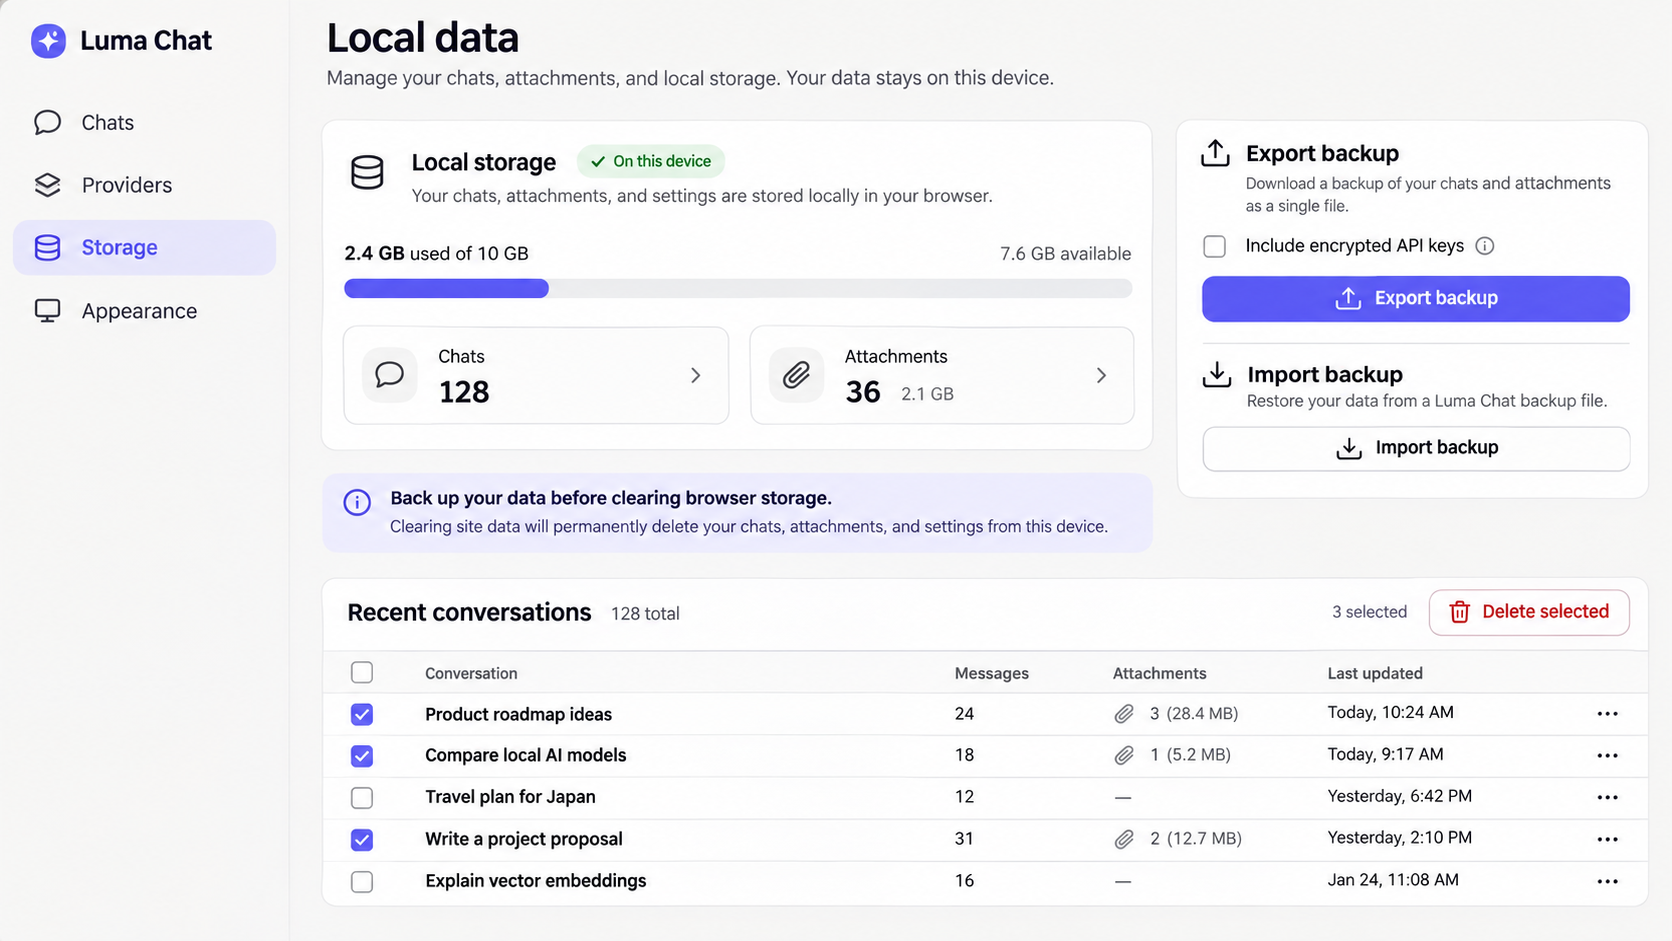 Luma Chat
Chats
Providers
Storage
Appearance
Local data
Manage your chats, attachments, and local storage. Your data stays on this device.
Local storage
On this device
Your chats, attachments, and settings are stored locally in your browser.
2.4 GB used of 10 GB
7.6 GB available
Chats
128
Attachments
36 2.1 GB
Back up your data before clearing browser storage.
Clearing site data will permanently delete your chats, attachments, and settings from this device.
Export backup
Download a backup of your chats and attachments
as a single file.
Include encrypted API keys
Export backup
Import backup
Restore your data from a Luma Chat backup file.
Import backup
Recent conversations 128 total
3 selected
Delete selected
Conversation Messages Attachments Last updated
Product roadmap ideas 24 3 (28.4 MB) Today, 10:24 AM
Compare local AI models 18 1 (5.2 MB) Today, 9:17 AM
Travel plan for Japan 12 — Yesterday, 6:42 PM
Write a project proposal 31 2 (12.7 MB) Yesterday, 2:10 PM
Explain vector embeddings 16 — Jan 24, 11:08 AM